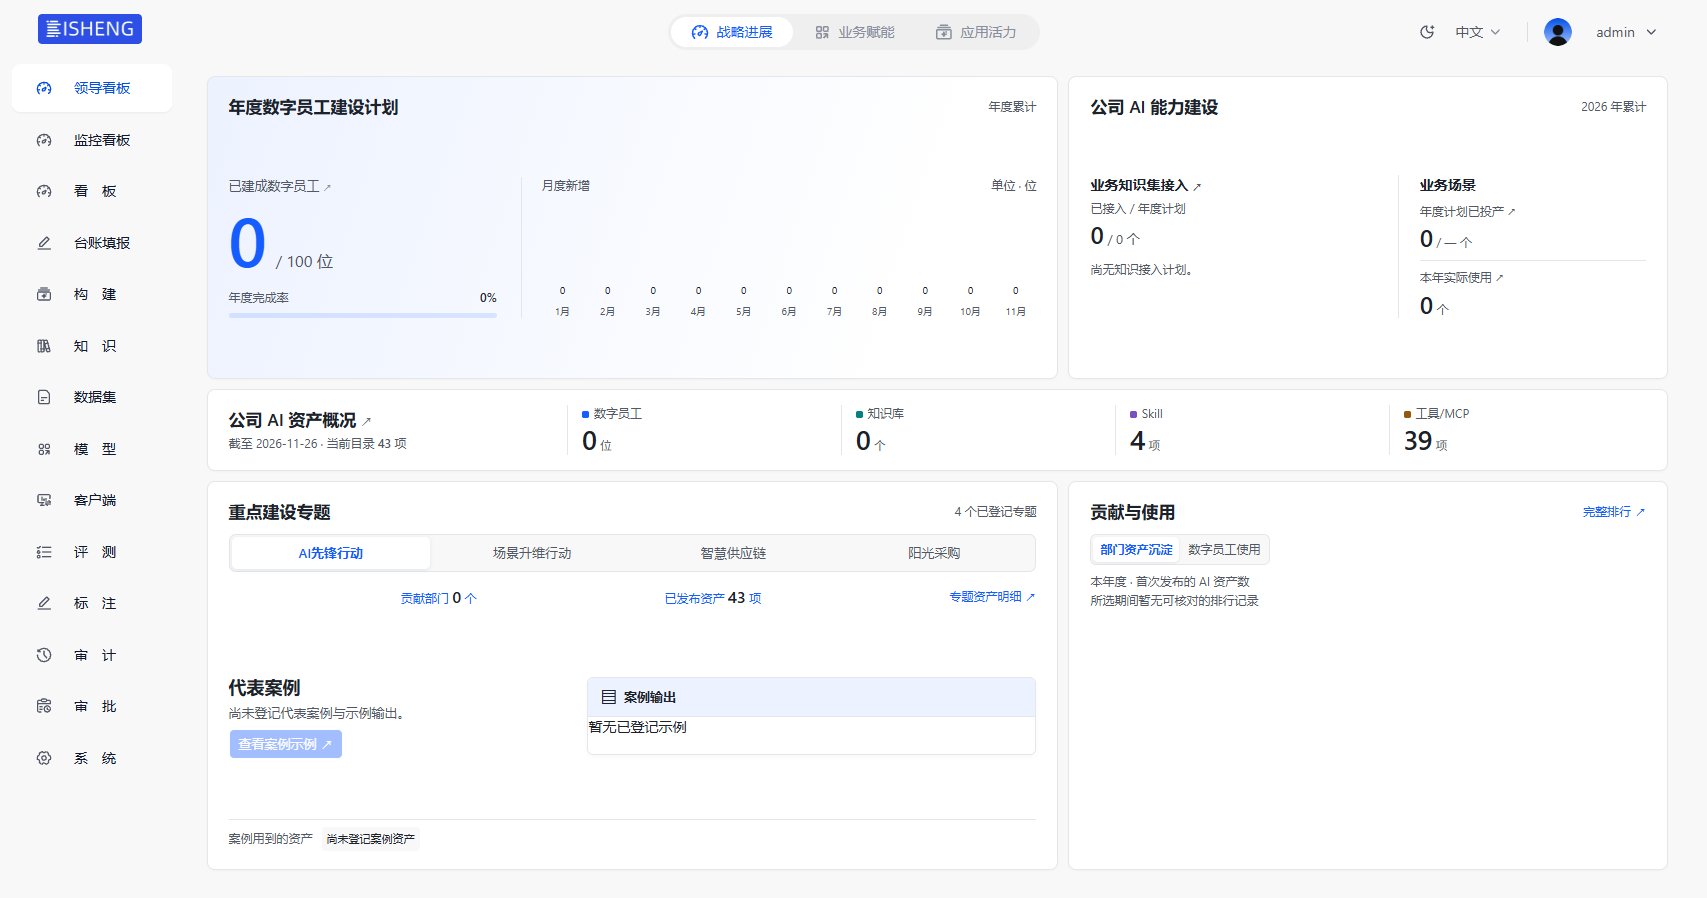 ISHENG
战略进展
业务赋能
应用活力
中文
admin
领导看板
监控看板
看 板
台账填报
构 建
知 识
数据集
模 型
客户端
评 测
标 注
审 计
审 批
系 统
年度数字员工建设计划
年度累计
已建成数字员工 ↗
0 / 100 位
年度完成率 0%
月度新增 单位 · 位
0 0 0 0 0 0 0 0 0 0 0
1月 2月 3月 4月 5月 6月 7月 8月 9月 10月 11月
公司 AI 能力建设
2026 年累计
业务知识集接入 ↗
已接入 / 年度计划
0 / 0 个
尚无知识接入计划。
业务场景
年度计划已投产 ↗
0 / — 个
本年实际使用 ↗
0 个
公司 AI 资产概况 ↗
截至 2026-11-26 · 当前目录 43 项
数字员工
0 位
知识库
0 个
Skill
4 项
工具/MCP
39 项
重点建设专题
4 个已登记专题
AI先锋行动
场景升维行动
智慧供应链
阳光采购
贡献部门 0 个
已发布资产 43 项
专题资产明细 ↗
代表案例
尚未登记代表案例与示例输出。
查看案例示例 ↗
案例输出
暂无已登记示例
案例用到的资产 尚未登记案例资产
贡献与使用
完整排行 ↗
部门资产沉淀
数字员工使用
本年度 · 首次发布的 AI 资产数
所选期间暂无可核对的排行记录